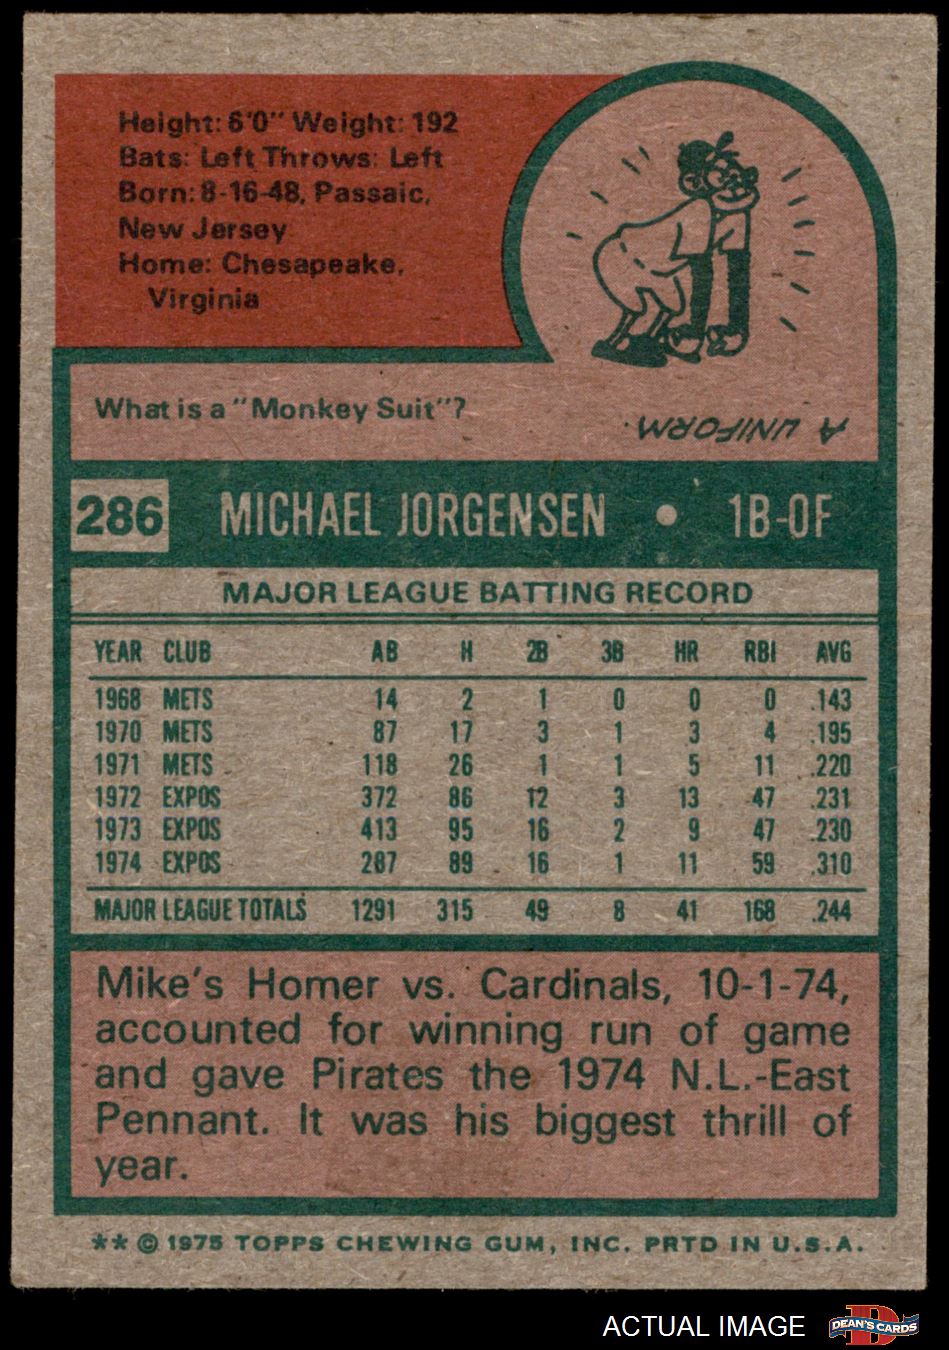 Height: 6'0" Weight: 192
Bats: Left Throws: Left
Born: 8-16-48, Passaic,
New Jersey
Home: Chesapeake,
Virginia
What is a "Monkey Suit"?
A UNIFORM.
286 MICHAEL JORGENSEN • 1B-OF
MAJOR LEAGUE BATTING RECORD
YEAR CLUB AB H 2B 3B HR RBI AVG
1968 METS 14 2 1 0 0 0 .143
1970 METS 87 17 3 1 3 4 .195
1971 METS 118 26 1 1 5 11 .220
1972 EXPOS 372 86 12 3 13 47 .231
1973 EXPOS 413 95 16 2 9 47 .230
1974 EXPOS 287 89 16 1 11 59 .310
MAJOR LEAGUE TOTALS 1291 315 49 8 41 168 .244
Mike's Homer vs. Cardinals, 10-1-74,
accounted for winning run of game
and gave Pirates the 1974 N.L.-East
Pennant. It was his biggest thrill of
year.
** © 1975 TOPPS CHEWING GUM, INC. PRTD IN U.S.A.
ACTUAL IMAGE DEAN'S CARDS